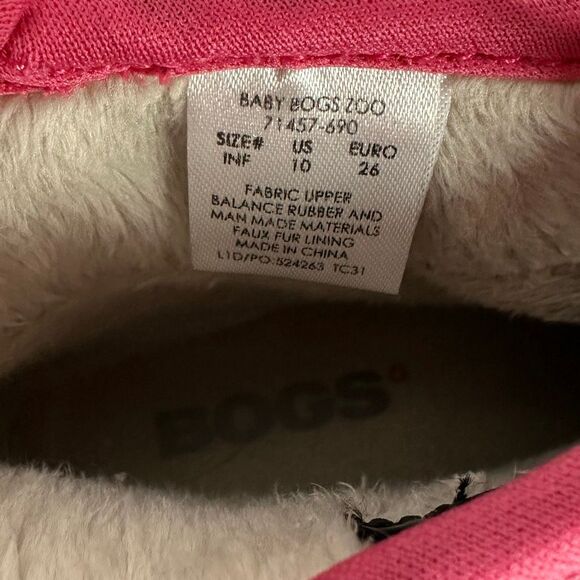 BABY BOGS ZOO
71457-690
SIZE# US EURO
INF 10 26
FABRIC UPPER
BALANCE RUBBER AND
MAN MADE MATERIALS
FAUX FUR LINING
MADE IN CHINA
L1D/PO:524263 TC31
BOGS